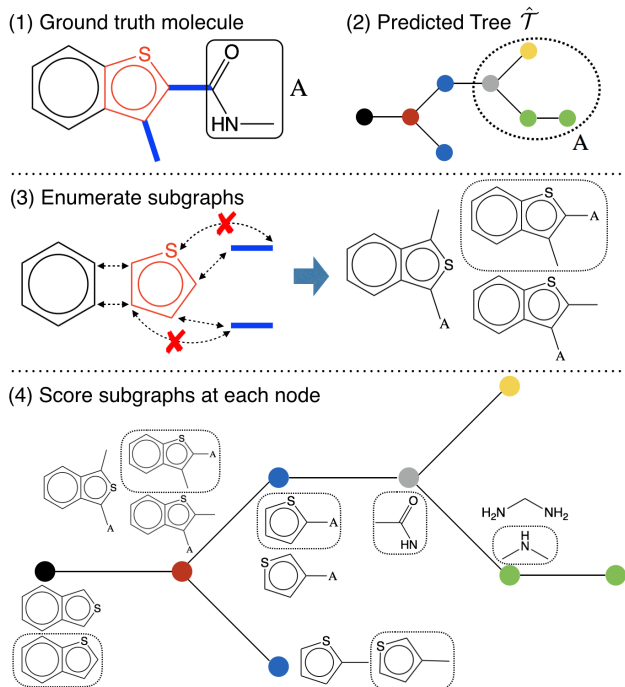 (1) Ground truth molecule
(2) Predicted Tree 𝒯̂
S
O
HN
A
A
(3) Enumerate subgraphs
S
S
A
S
A
S
A
(4) Score subgraphs at each node
S
A
S
A
S
A
S
A
S
A
O
HN
H₂N NH₂
H
N
S
S
S
S